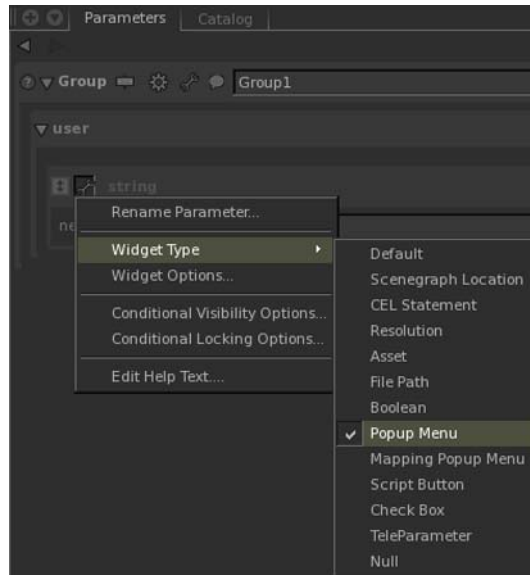 Parameters Catalog
Group Group1
user
string
ne
Rename Parameter...
Widget Type
Widget Options...
Conditional Visibility Options...
Conditional Locking Options...
Edit Help Text....
Default
Scenegraph Location
CEL Statement
Resolution
Asset
File Path
Boolean
Popup Menu
Mapping Popup Menu
Script Button
Check Box
TeleParameter
Null